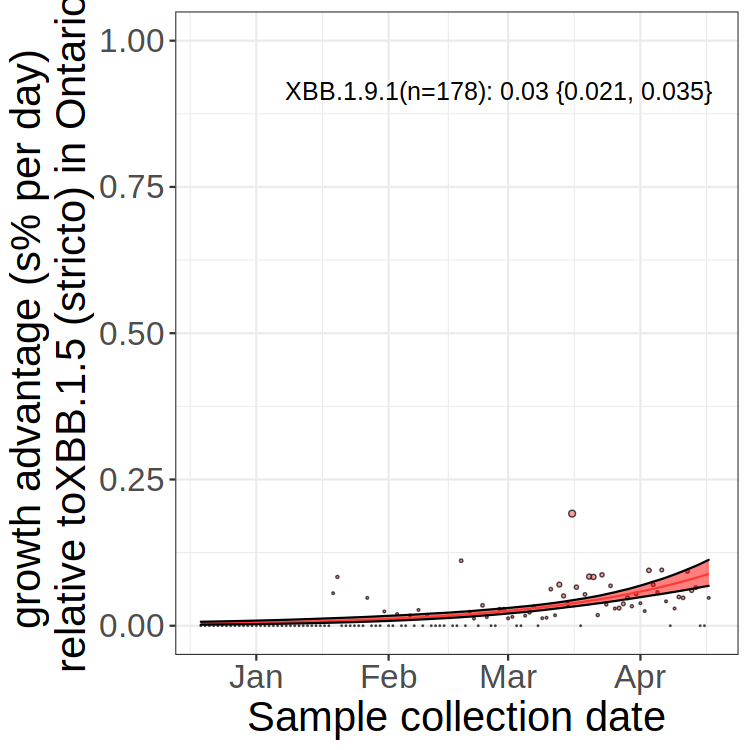 growth advantage (s% per day)
relative toXBB.1.5 (stricto) in Ontario
1.00
0.75
0.50
0.25
0.00
XBB.1.9.1(n=178): 0.03 {0.021, 0.035}
Jan Feb Mar Apr
Sample collection date